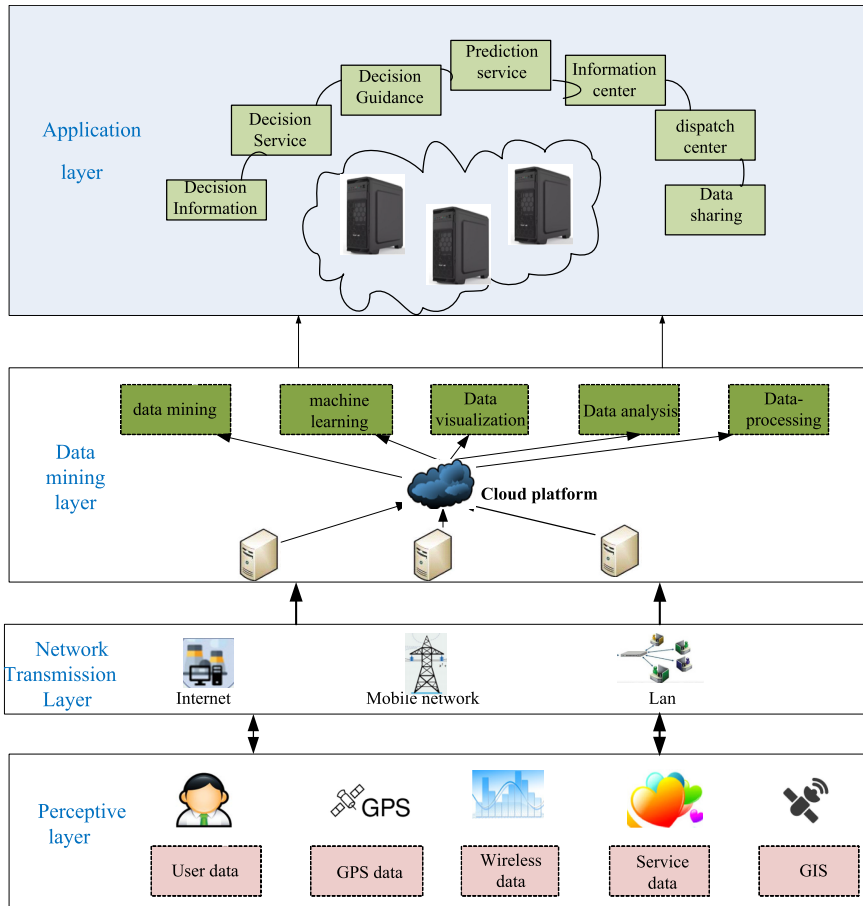 Application
layer
Prediction
service
Decision
Guidance
Information
center
Decision
Service
dispatch
center
Decision
Information
Data
sharing
Data
mining
layer
data mining
machine
learning
Data
visualization
Data analysis
Data-
processing
Cloud platform
Network
Transmission
Layer
Internet
Mobile network
Lan
Perceptive
layer
GPS
User data
GPS data
Wireless
data
Service
data
GIS